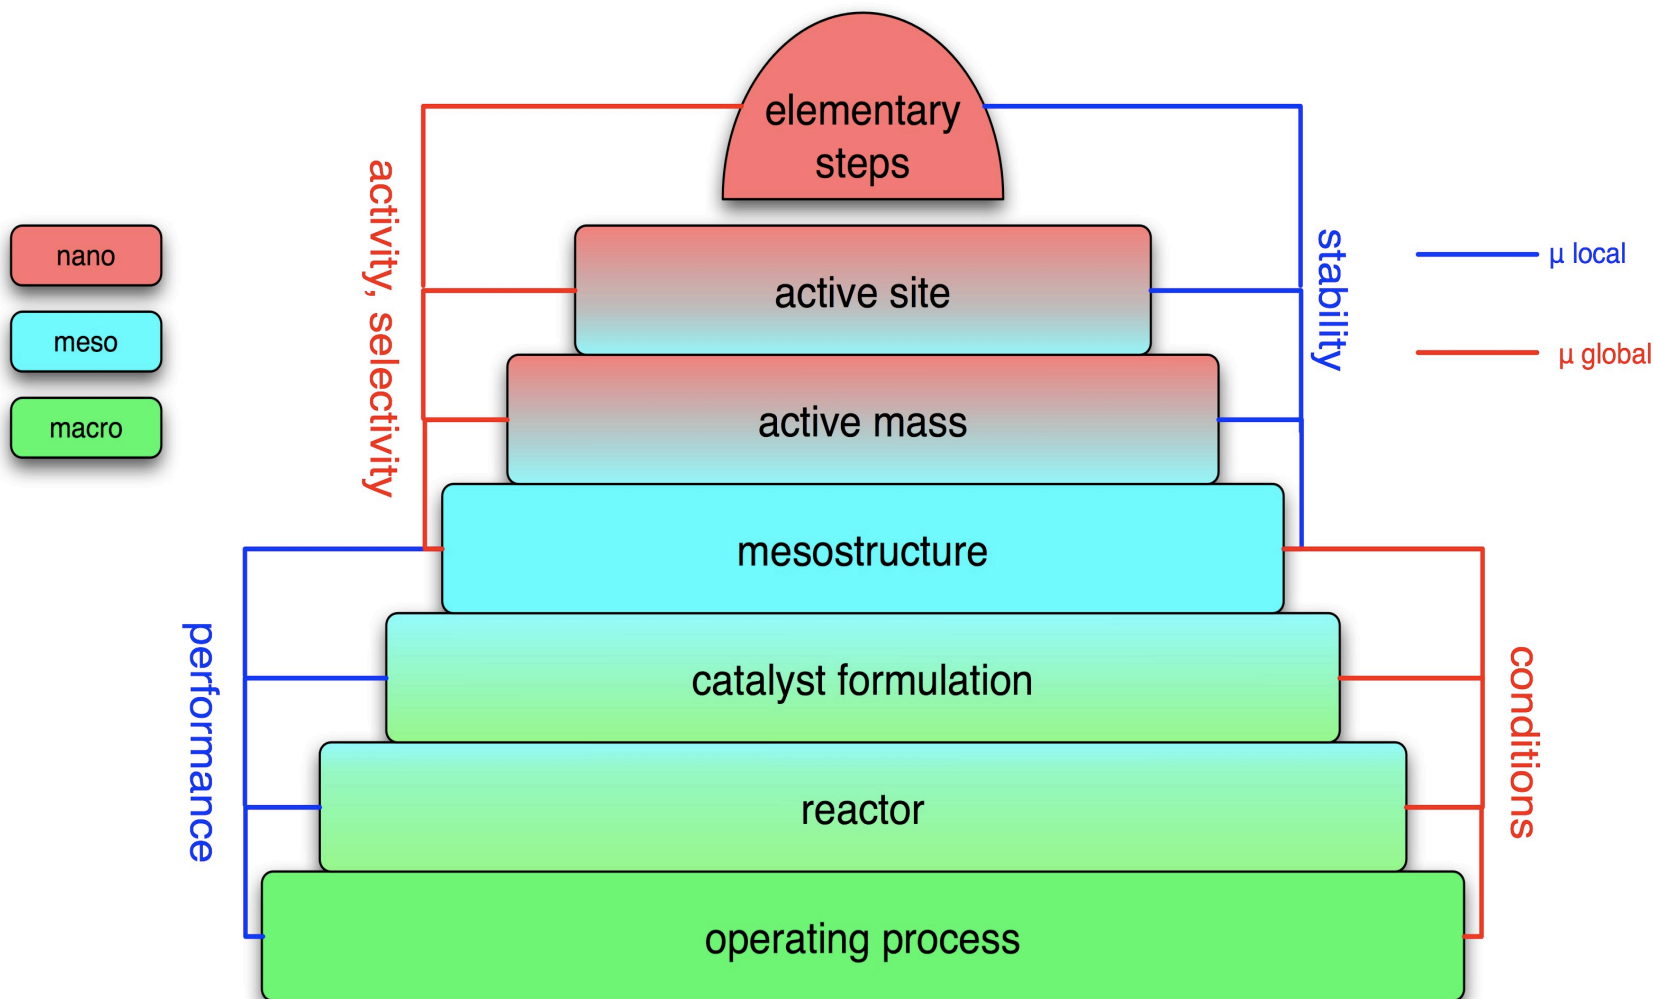 elementary
steps
active site
active mass
mesostructure
catalyst formulation
reactor
operating process
nano
meso
macro
activity, selectivity
performance
stability
conditions
μ local
μ global